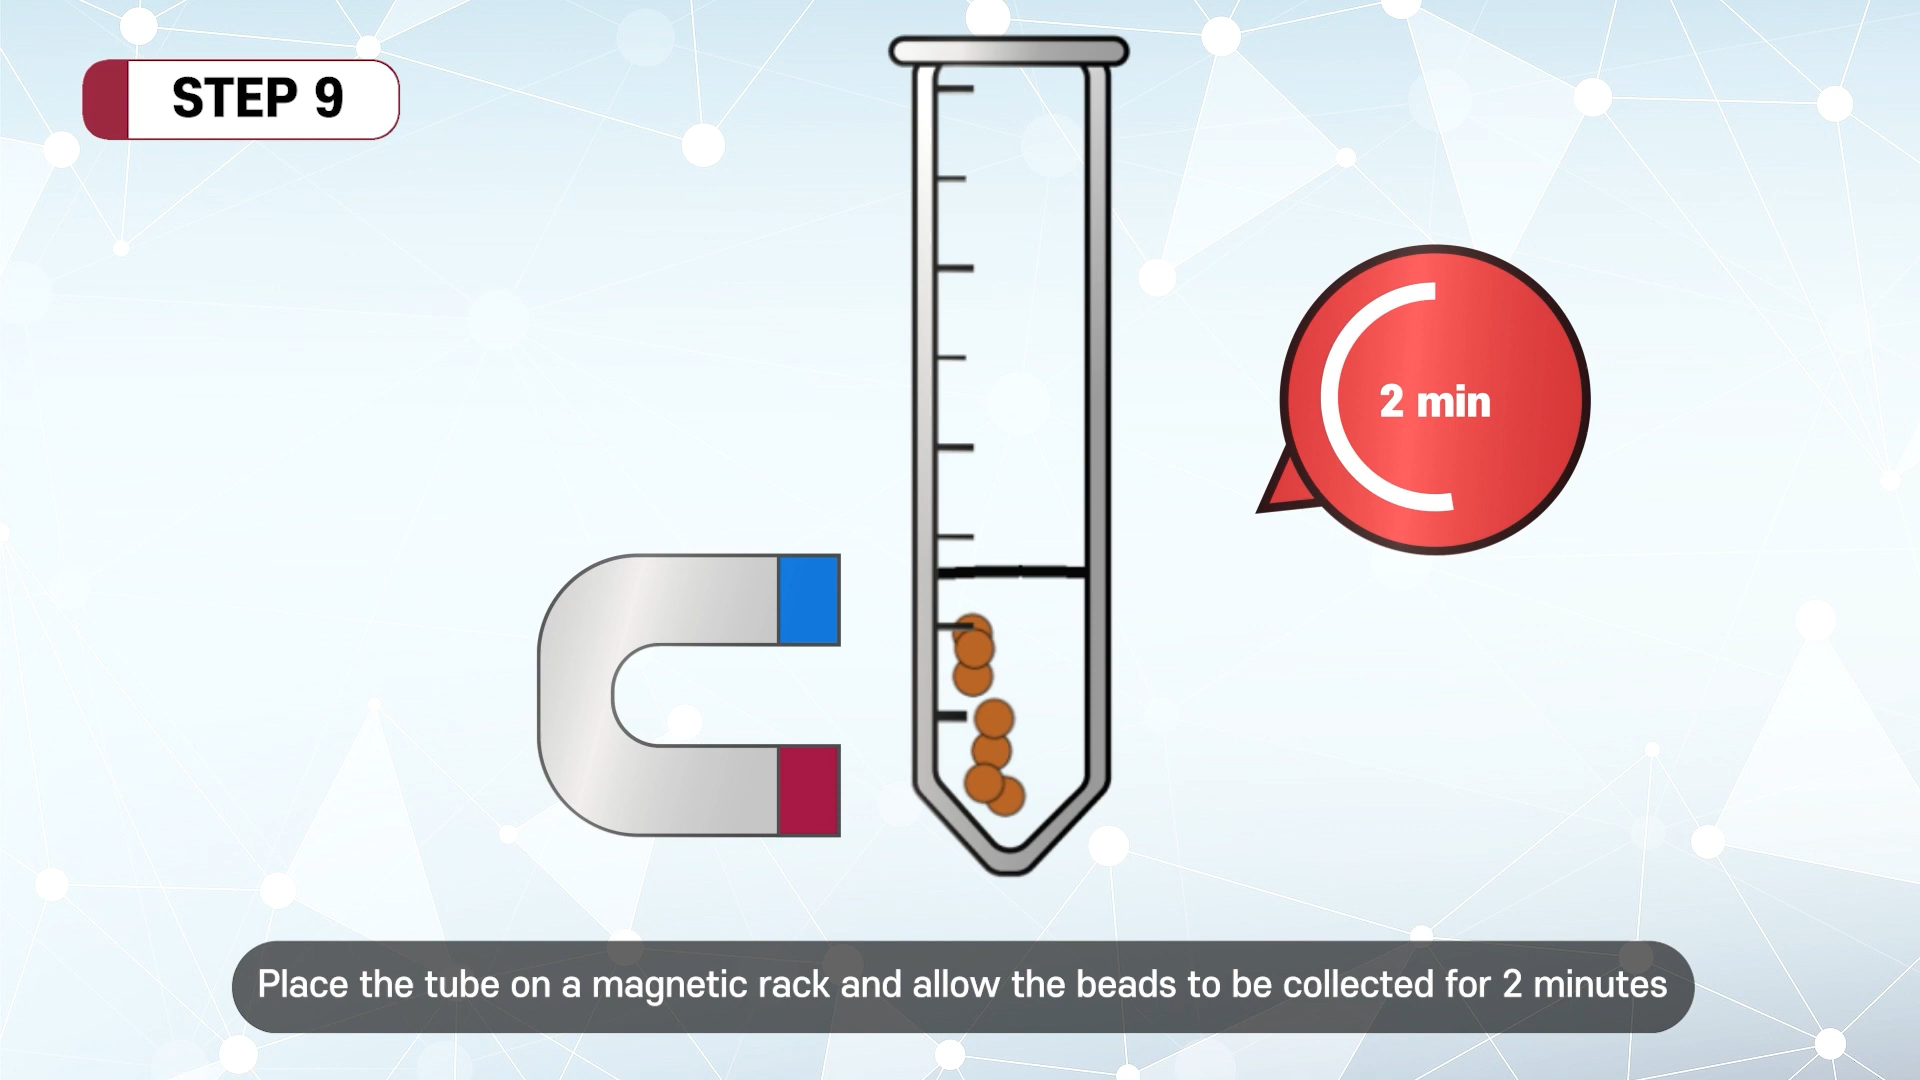 STEP 9
2 min
Place the tube on a magnetic rack and allow the beads to be collected for 2 minutes